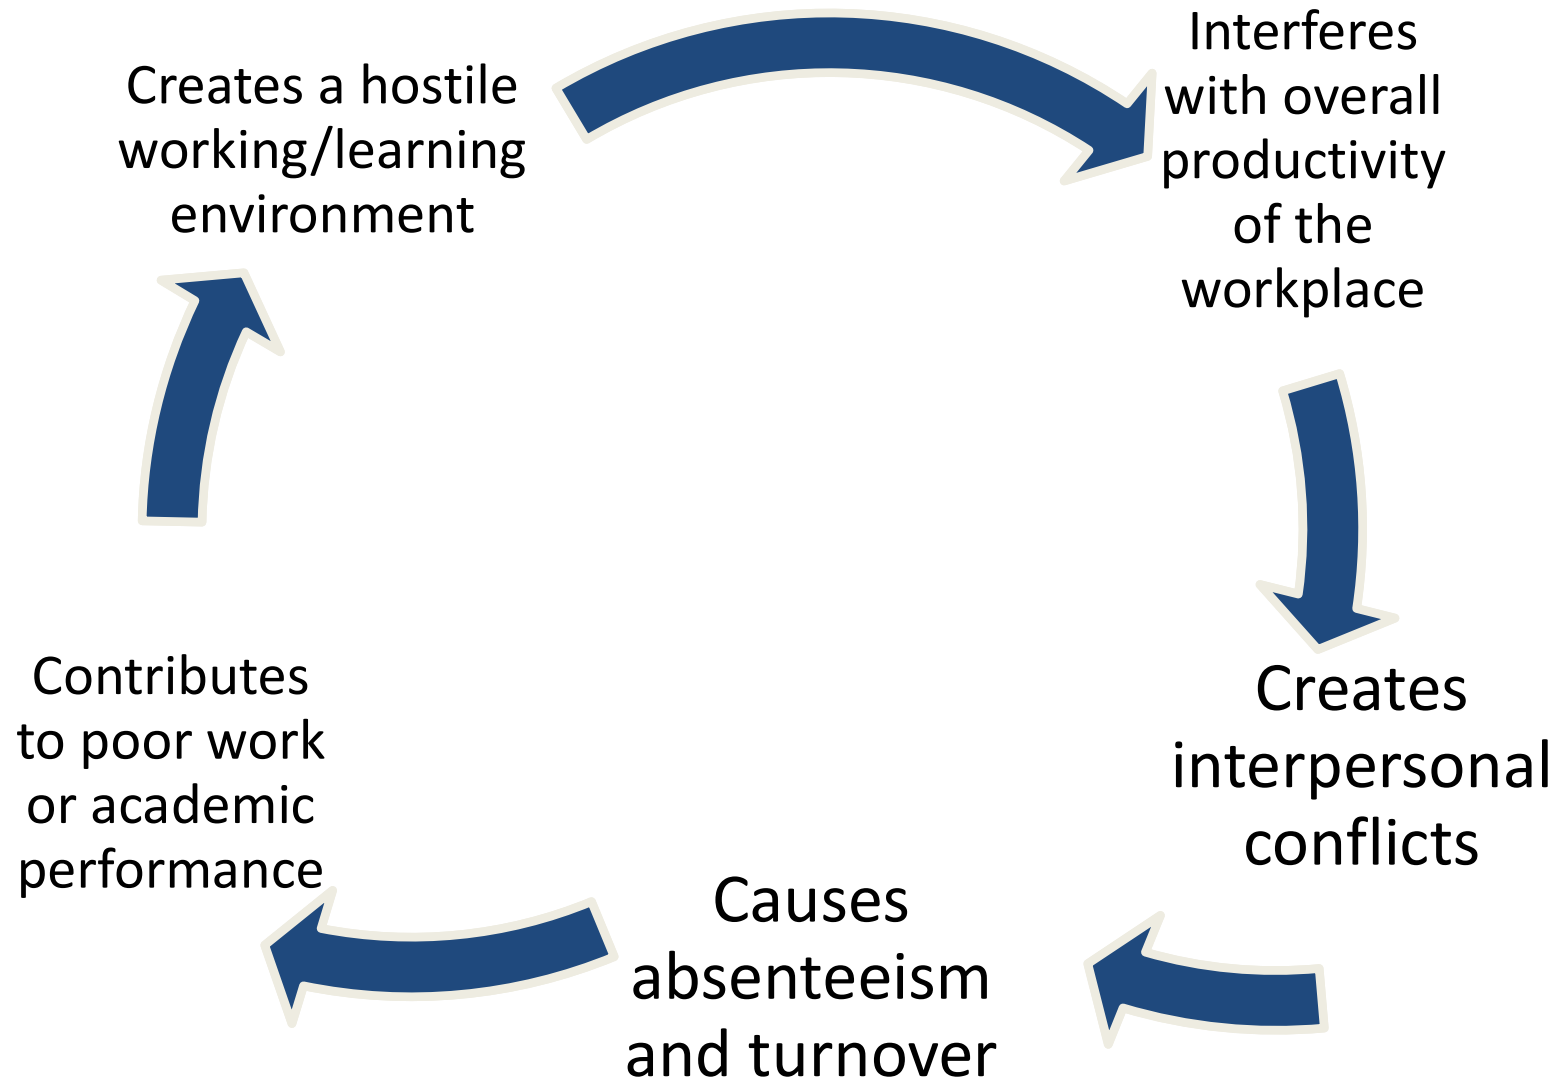 Creates a hostile
working/learning
environment
Interferes
with overall
productivity
of the
workplace
Creates
interpersonal
conflicts
Causes
absenteeism
and turnover
Contributes
to poor work
or academic
performance